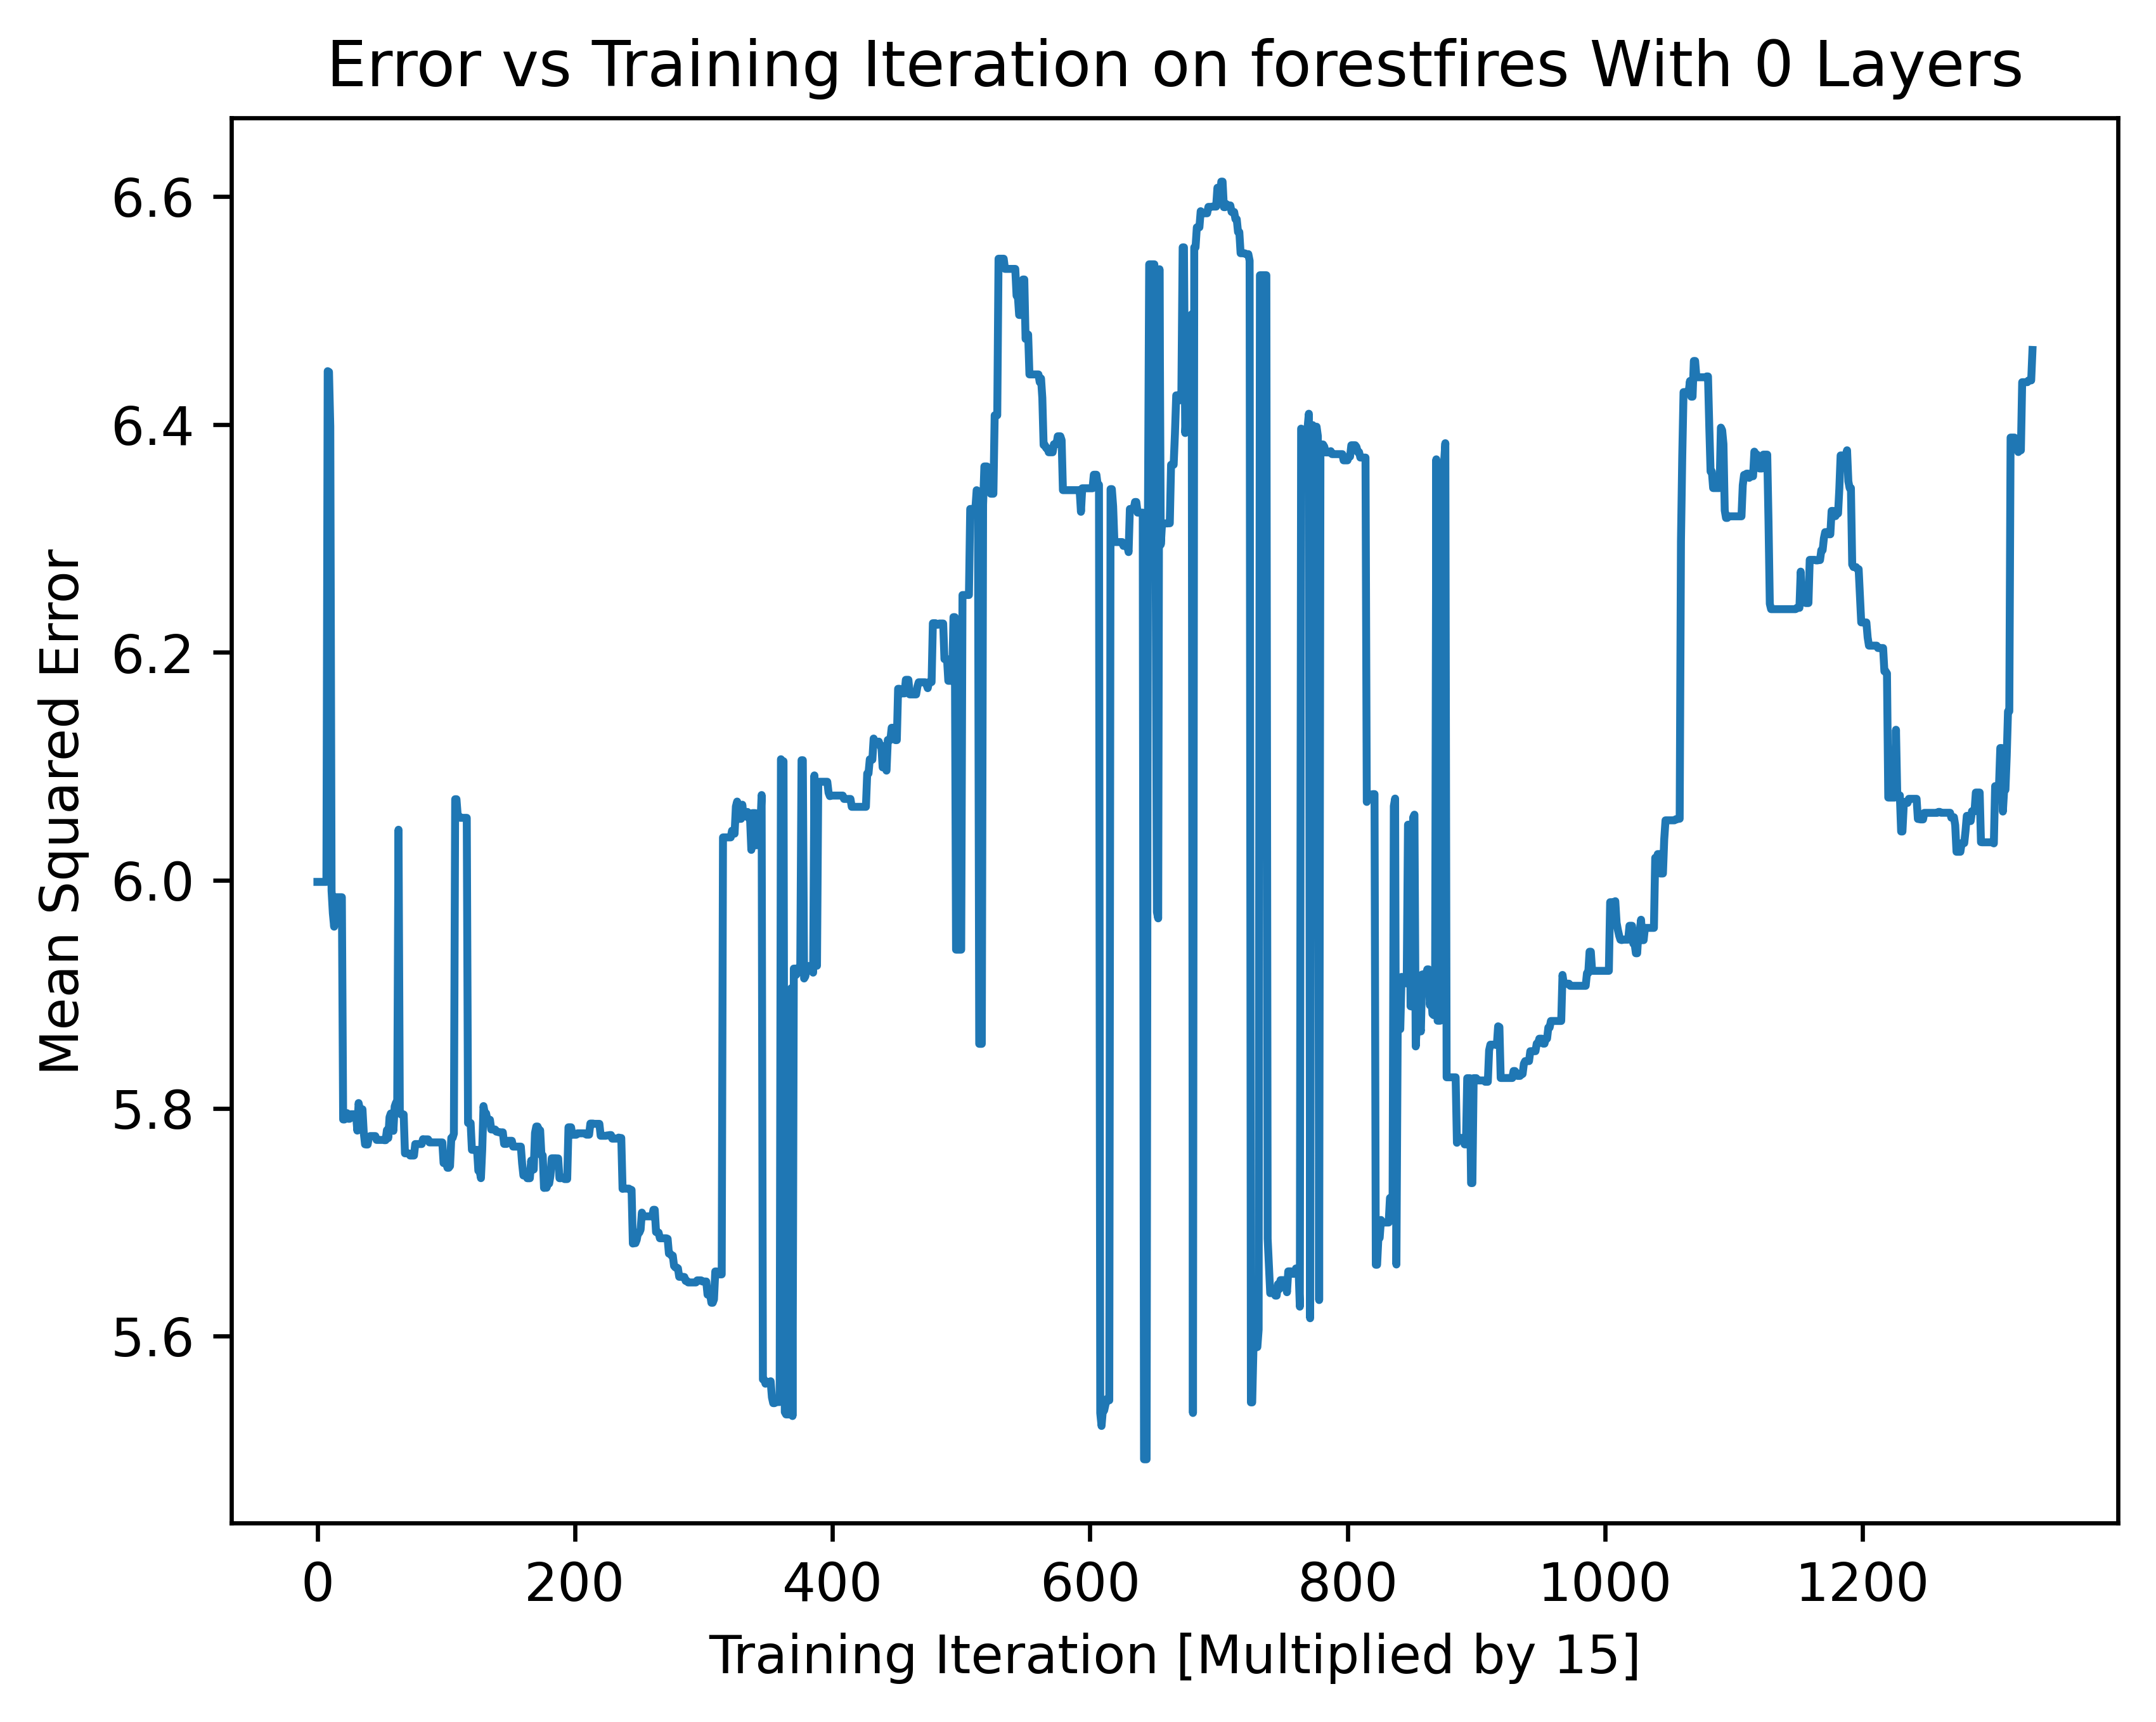 Error vs Training Iteration on forestfires With 0 Layers
6.6
6.4
6.2
6.0
5.8
5.6
Mean Squared Error
0 200 400 600 800 1000 1200
Training Iteration [Multiplied by 15]